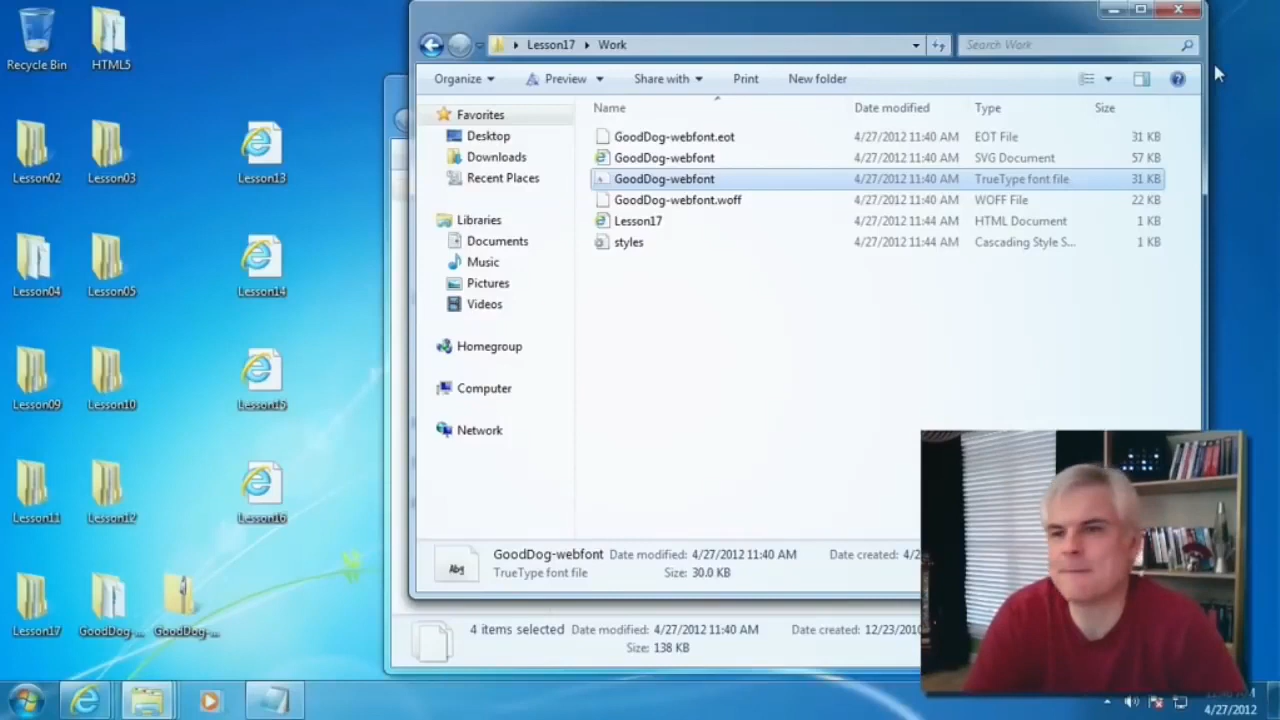 Recycle Bin
HTML5
Lesson02
Lesson03
Lesson13
Lesson04
Lesson05
Lesson14
Lesson09
Lesson10
Lesson15
Lesson11
Lesson12
Lesson16
Lesson17
GoodDog-...
GoodDog-...
Lesson17
Work
Search Work
Organize
Preview
Share with
Print
New folder
Favorites
Desktop
Downloads
Recent Places
Libraries
Documents
Music
Pictures
Videos
Homegroup
Computer
Network
Name Date modified Type Size
GoodDog-webfont.eot 4/27/2012 11:40 AM EOT File 31 KB
GoodDog-webfont 4/27/2012 11:40 AM SVG Document 57 KB
GoodDog-webfont 4/27/2012 11:40 AM TrueType font file 31 KB
GoodDog-webfont.woff 4/27/2012 11:40 AM WOFF File 22 KB
Lesson17 4/27/2012 11:44 AM HTML Document 1 KB
styles 4/27/2012 11:44 AM Cascading Style S... 1 KB
Abg
GoodDog-webfont Date modified: 4/27/2012 11:40 AM Date created: 4/2
TrueType font file Size: 30.0 KB
4 items selected Date modified: 4/27/2012 11:40 AM Date created: 12/23/2010
Size: 138 KB
4/27/2012